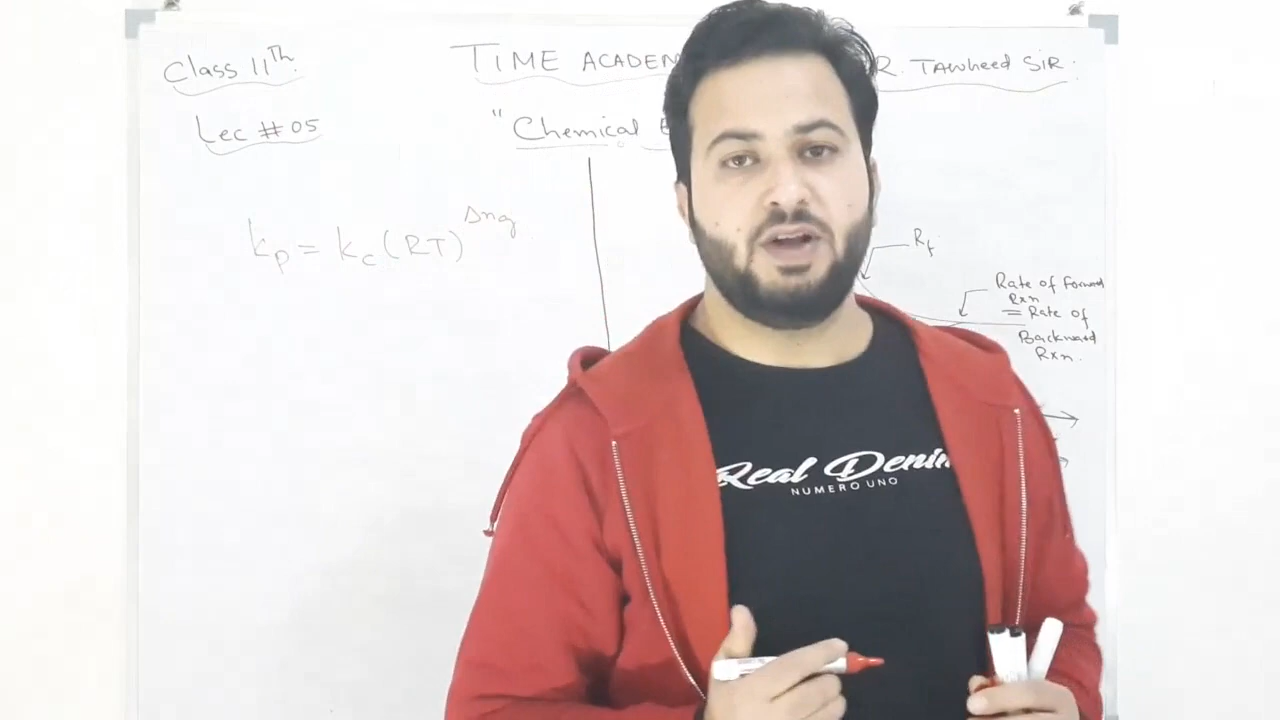 Class 11th
TIME ACADEM R. TAWheed SIR.
Lec # 05
"Chemical E
kp = kc (RT)^Δng
Rf
Rate of Forward
Rxn
= Rate of
Backward
Rxn.
Real Denim
NUMERO UNO